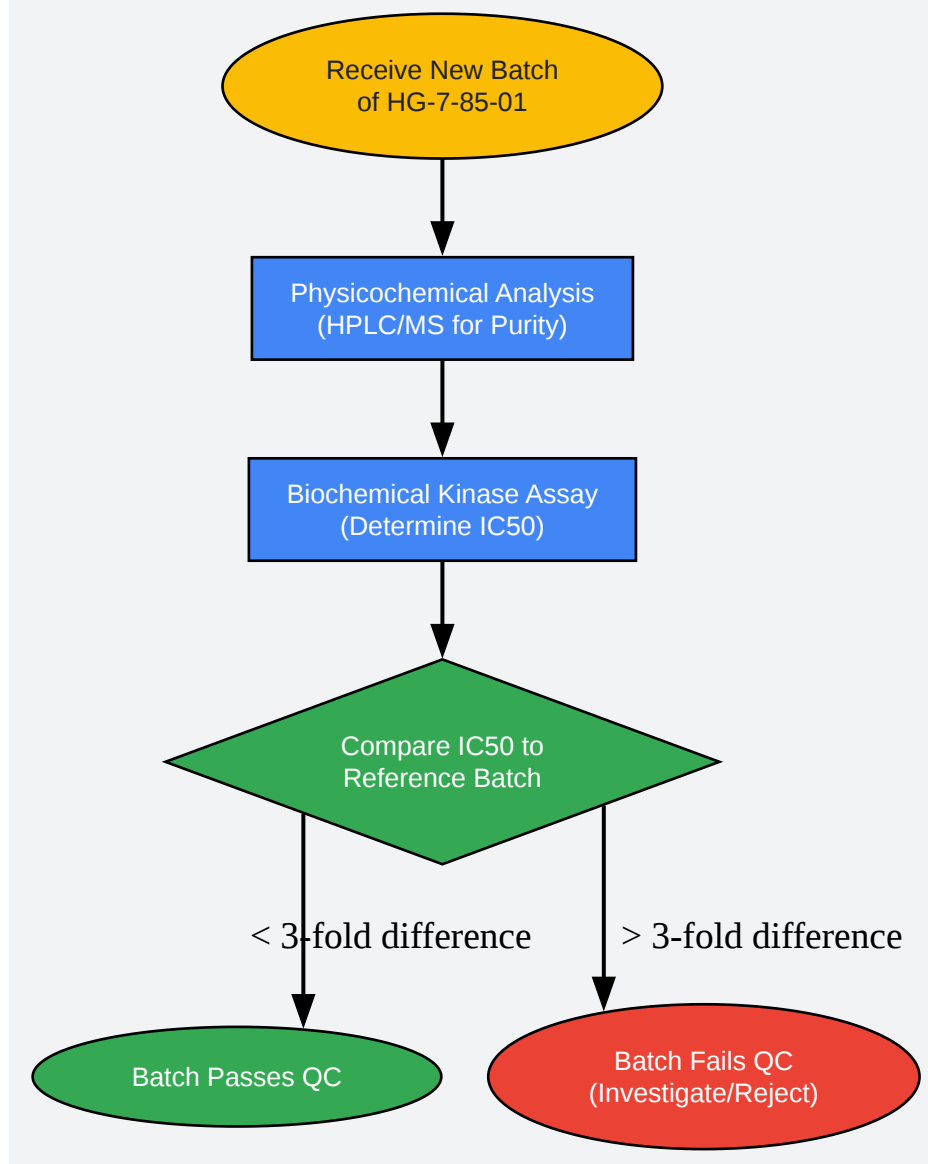 Receive New Batch
of HG-7-85-01
Physicochemical Analysis
(HPLC/MS for Purity)
Biochemical Kinase Assay
(Determine IC50)
Compare IC50 to
Reference Batch
< 3-fold difference
> 3-fold difference
Batch Passes QC
Batch Fails QC
(Investigate/Reject)